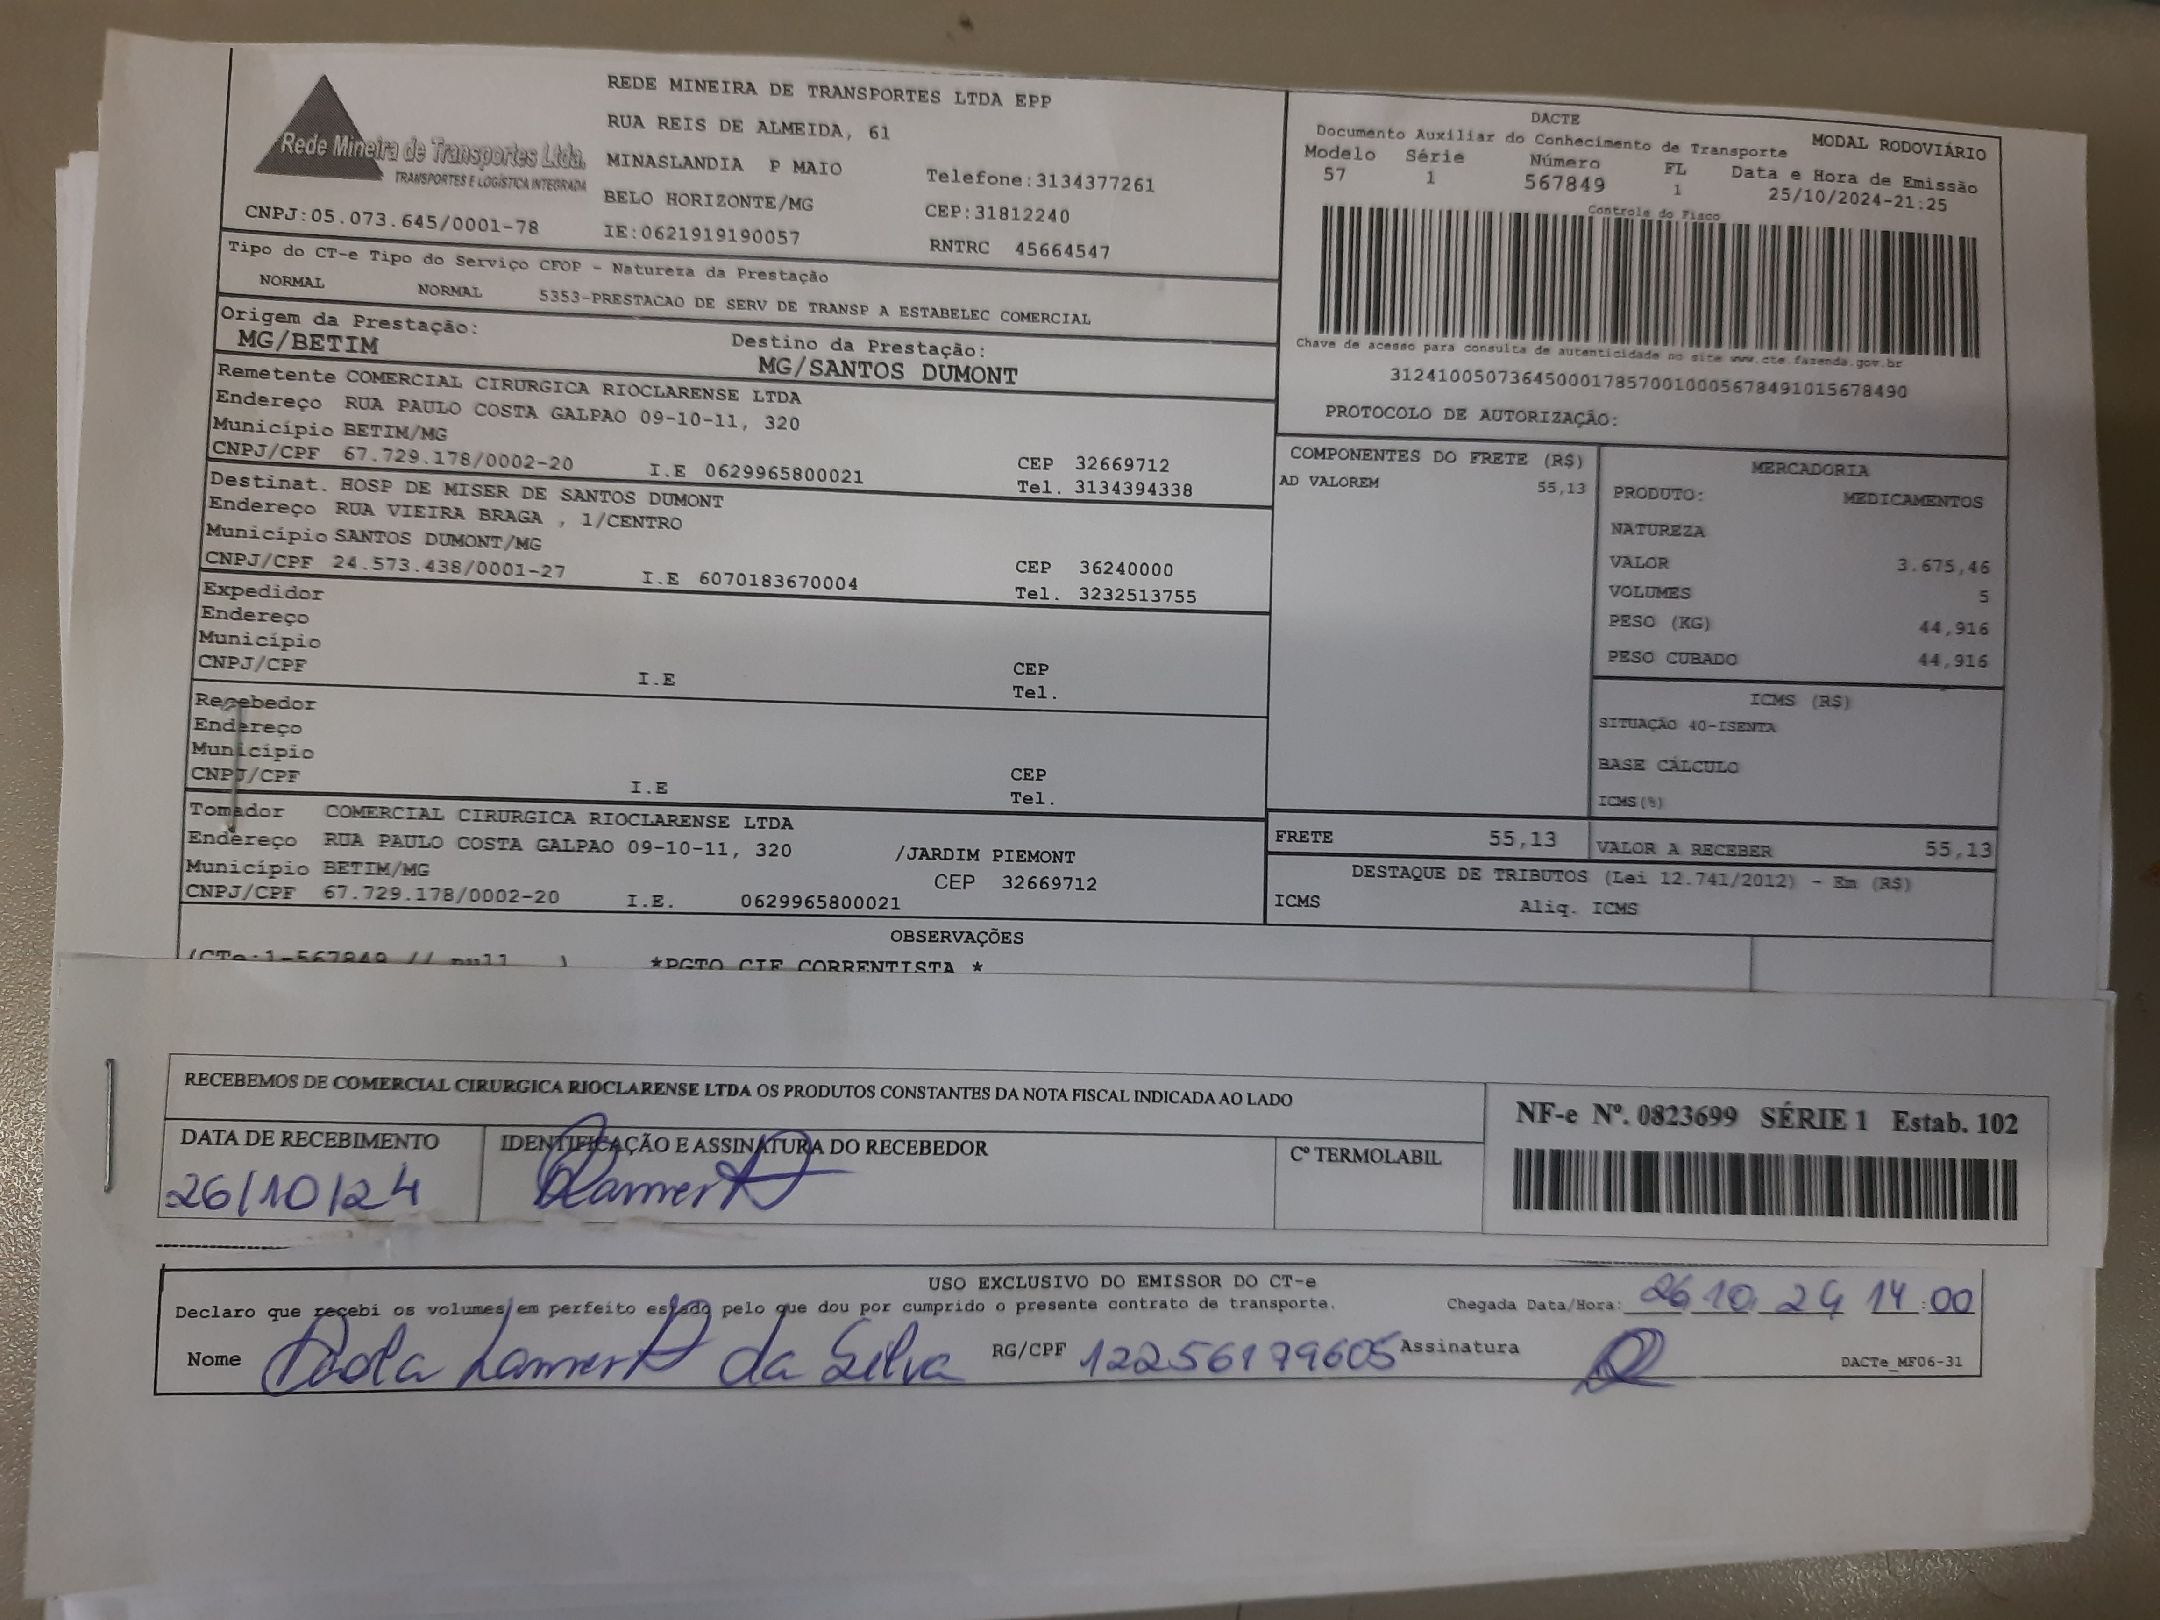 Rede Mineira de Transportes Ltda.
TRANSPORTES E LOGÍSTICA INTEGRADA
CNPJ:05.073.645/0001-78
REDE MINEIRA DE TRANSPORTES LTDA EPP
RUA REIS DE ALMEIDA, 61
MINASLANDIA P MAIO Telefone:3134377261
BELO HORIZONTE/MG CEP:31812240
IE:0621919190057 RNTRC 45664547
DACTE
Documento Auxiliar do Conhecimento de Transporte MODAL RODOVIÁRIO
Modelo Série Número FL Data e Hora de Emissão
57 1 567849 1 25/10/2024-21:25
Controle do Fisco
Chave de acesso para consulta de autenticidade no site www.cte.fazenda.gov.br
31241005073645000178570010005678491015678490
PROTOCOLO DE AUTORIZAÇÃO:
Tipo do CT-e Tipo do Serviço CFOP - Natureza da Prestação
NORMAL NORMAL 5353-PRESTACAO DE SERV DE TRANSP A ESTABELEC COMERCIAL
Origem da Prestação: Destino da Prestação:
MG/BETIM MG/SANTOS DUMONT
Remetente COMERCIAL CIRURGICA RIOCLARENSE LTDA
Endereço RUA PAULO COSTA GALPAO 09-10-11, 320
Município BETIM/MG CEP 32669712
CNPJ/CPF 67.729.178/0002-20 I.E 0629965800021 Tel. 3134394338
Destinat. HOSP DE MISER DE SANTOS DUMONT
Endereço RUA VIEIRA BRAGA , 1/CENTRO
Município SANTOS DUMONT/MG CEP 36240000
CNPJ/CPF 24.573.438/0001-27 I.E 6070183670004 Tel. 3232513755
Expedidor
Endereço
Município CEP
CNPJ/CPF I.E Tel.
Recebedor
Endereço
Município CEP
CNPJ/CPF I.E Tel.
Tomador COMERCIAL CIRURGICA RIOCLARENSE LTDA
Endereço RUA PAULO COSTA GALPAO 09-10-11, 320 /JARDIM PIEMONT
Município BETIM/MG CEP 32669712
CNPJ/CPF 67.729.178/0002-20 I.E. 0629965800021
COMPONENTES DO FRETE (R$)
AD VALOREM 55,13
MERCADORIA
PRODUTO: MEDICAMENTOS
NATUREZA
VALOR 3.675,46
VOLUMES 5
PESO (KG) 44,916
PESO CUBADO 44,916
ICMS (R$)
SITUAÇÃO 40-ISENTA
BASE CÁLCULO
ICMS(%)
FRETE 55,13 VALOR A RECEBER 55,13
DESTAQUE DE TRIBUTOS (Lei 12.741/2012) - Em (R$)
ICMS Aliq. ICMS
OBSERVAÇÕES
(CTe:1-567849 // null ) *PGTO CIF CORRENTISTA *
RECEBEMOS DE COMERCIAL CIRURGICA RIOCLARENSE LTDA OS PRODUTOS CONSTANTES DA NOTA FISCAL INDICADA AO LADO
DATA DE RECEBIMENTO IDENTIFICAÇÃO E ASSINATURA DO RECEBEDOR Cº TERMOLABIL
26/10/24
NF-e Nº. 0823699 SÉRIE 1 Estab. 102
USO EXCLUSIVO DO EMISSOR DO CT-e
Declaro que recebi os volumes em perfeito estado pelo que dou por cumprido o presente contrato de transporte. Chegada Data/Hora: 26 10 24 14:00
Nome Paola Lamert da Silva RG/CPF 12256179605 Assinatura
DACTe_MF06-31